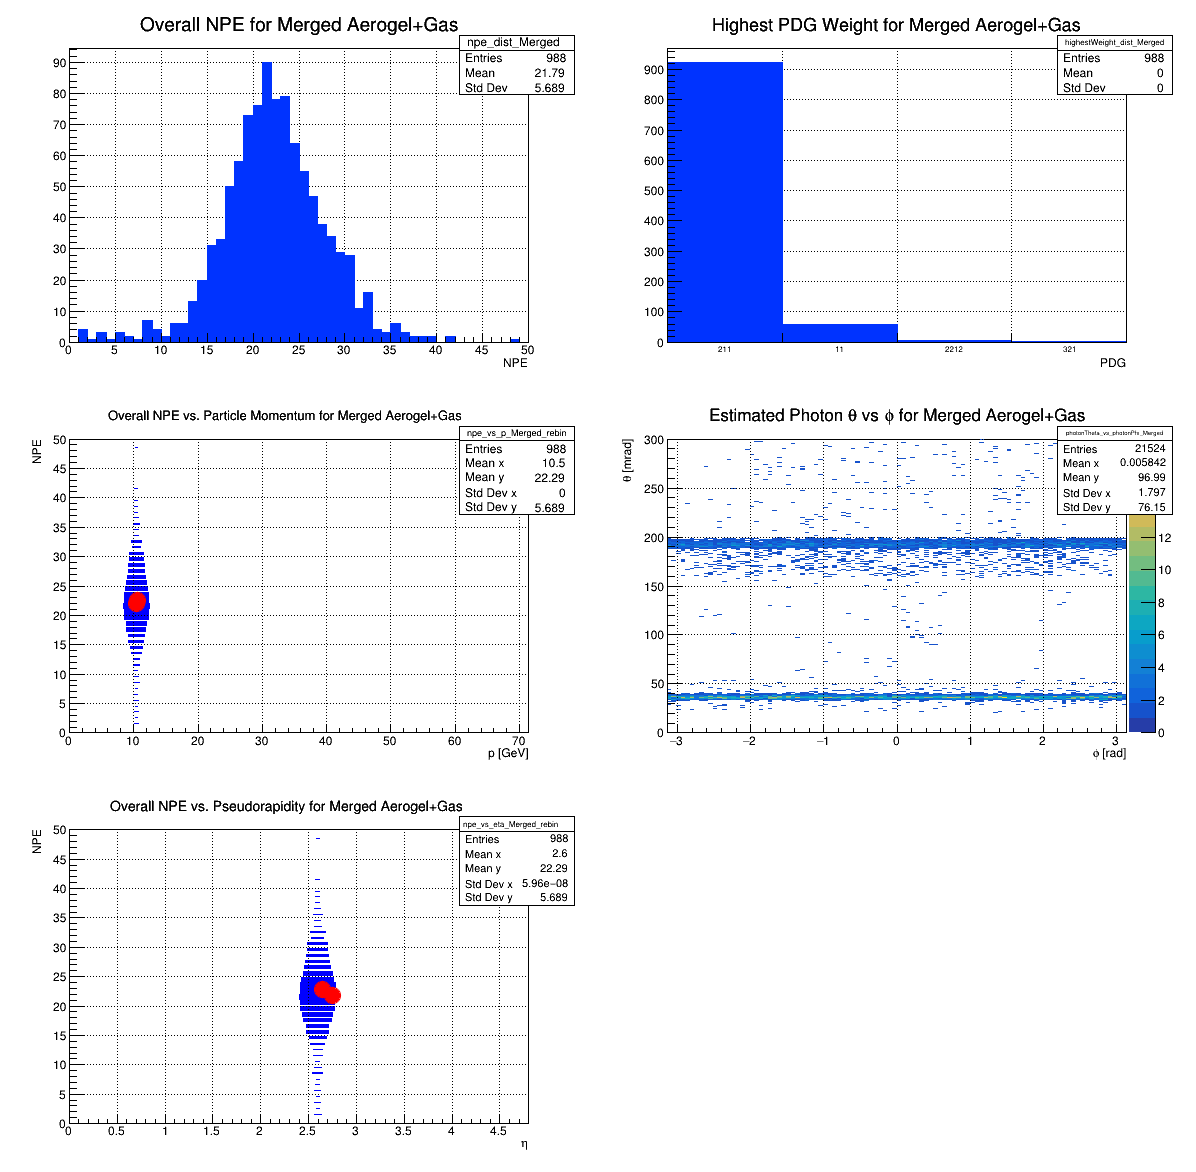 Overall NPE for Merged Aerogel+Gas
npe_dist_Merged
Entries 988
Mean 21.79
Std Dev 5.689
90
80
70
60
50
40
30
20
10
0
0 5 10 15 20 25 30 35 40 45 50
NPE
Highest PDG Weight for Merged Aerogel+Gas
highestWeight_dist_Merged
Entries 988
Mean 0
Std Dev 0
900
800
700
600
500
400
300
200
100
0
211 11 2212 321
PDG
Overall NPE vs. Particle Momentum for Merged Aerogel+Gas
npe_vs_p_Merged_rebin
Entries 988
Mean x 10.5
Mean y 22.29
Std Dev x 0
Std Dev y 5.689
NPE
50
45
40
35
30
25
20
15
10
5
0
0 10 20 30 40 50 60 70
p [GeV]
Estimated Photon θ vs ϕ for Merged Aerogel+Gas
photonTheta_vs_photonPhi_Merged
Entries 21524
Mean x 0.005842
Mean y 96.99
Std Dev x 1.797
Std Dev y 76.15
θ [mrad]
300
250
200
150
100
50
0
−3 −2 −1 0 1 2 3
ϕ [rad]
12
10
8
6
4
2
0
Overall NPE vs. Pseudorapidity for Merged Aerogel+Gas
npe_vs_eta_Merged_rebin
Entries 988
Mean x 2.6
Mean y 22.29
Std Dev x 5.96e−08
Std Dev y 5.689
NPE
50
45
40
35
30
25
20
15
10
5
0
0 0.5 1 1.5 2 2.5 3 3.5 4 4.5
η